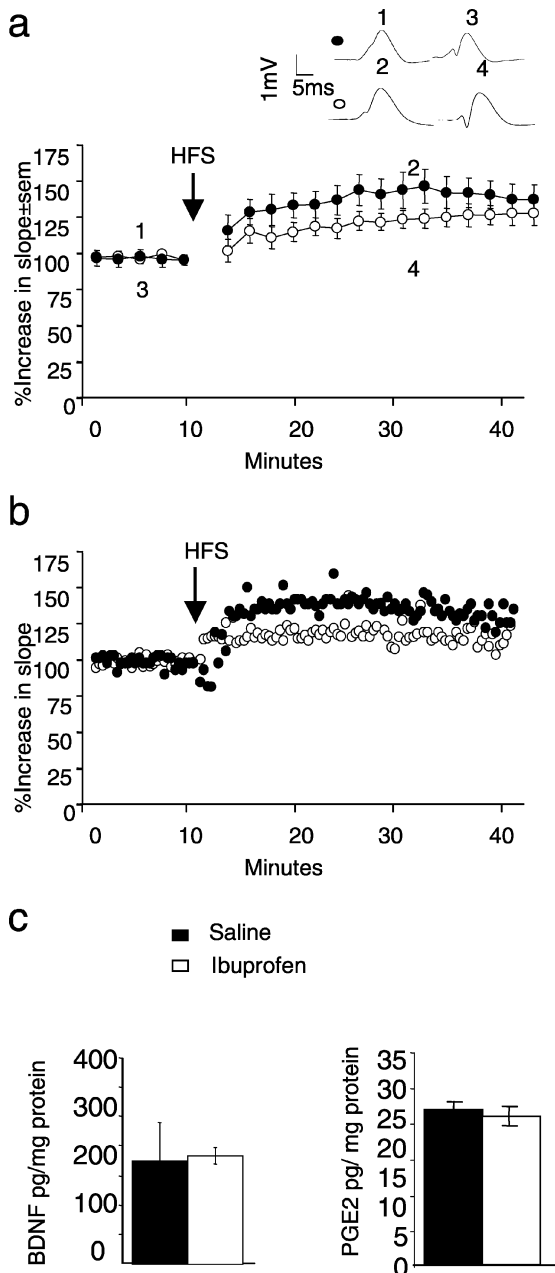 a
1 3
2 4
1mV
5ms
%Increase in slope±sem
175
150
125
100
75
50
25
0
HFS
1
3
2
4
0 10 20 30 40
Minutes
b
%Increase in slope
175
150
125
100
75
50
25
0
HFS
0 10 20 30 40
Minutes
c
Saline
Ibuprofen
BDNF pg/mg protein
400
300
200
100
0
PGE2 pg/ mg protein
35
30
25
20
15
10
5
0